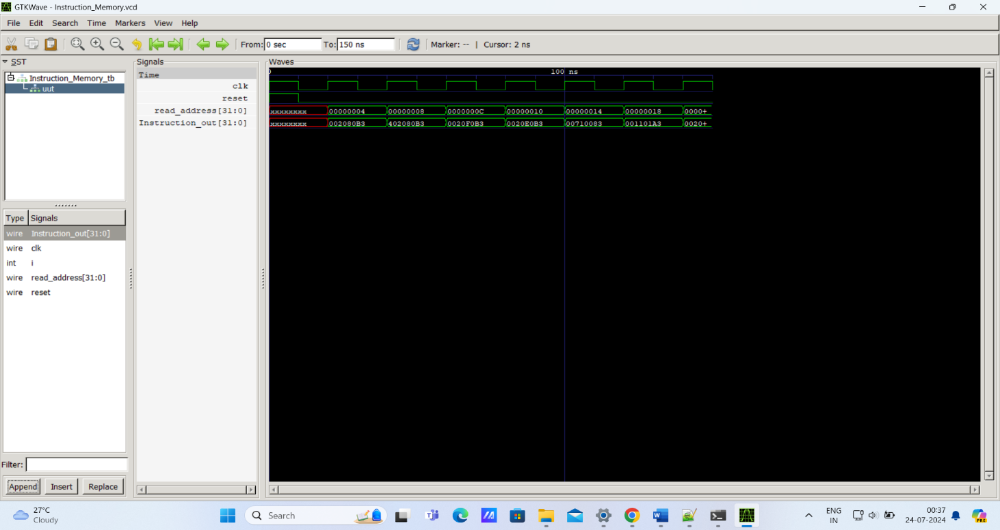 GTKWave - Instruction_Memory.vcd
File Edit Search Time Markers View Help
From: 0 sec To: 150 ns Marker: -- | Cursor: 2 ns
SST
Instruction_Memory_tb
uut
Type Signals
wire Instruction_out[31:0]
wire clk
int i
wire read_address[31:0]
wire reset
Filter:
Append Insert Replace
Signals
Time
clk
reset
read_address[31:0]
Instruction_out[31:0]
Waves
0 100 ns
xxxxxxxx 00000004 00000008 0000000C 00000010 00000014 00000018 0000+
xxxxxxxx 002080B3 402080B3 0020F0B3 0020E0B3 00710083 001101A3 0020+
27°C
Cloudy
Search
ENG
IN
00:37
24-07-2024
PRE